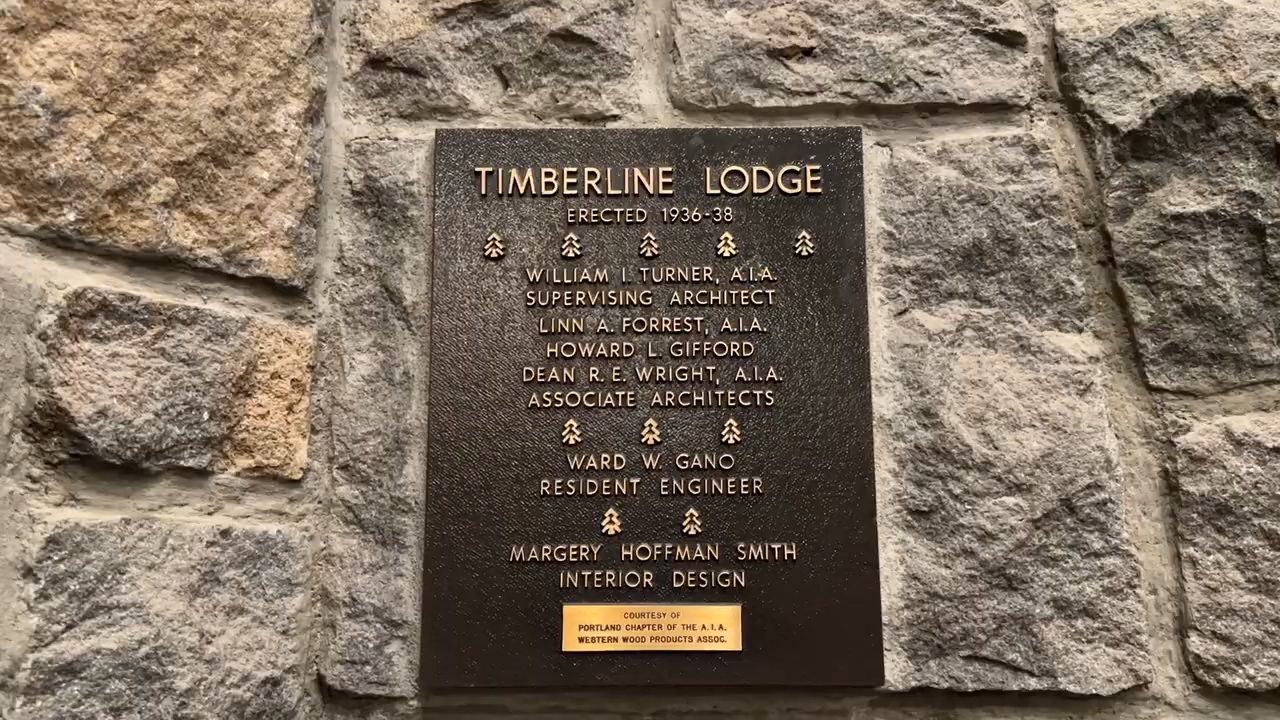 TIMBERLINE LODGE
ERECTED 1936-38
WILLIAM I. TURNER, A.I.A.
SUPERVISING ARCHITECT
LINN A. FORREST, A.I.A.
HOWARD L. GIFFORD
DEAN R. E. WRIGHT, A.I.A.
ASSOCIATE ARCHITECTS
WARD W. GANO
RESIDENT ENGINEER
MARGERY HOFFMAN SMITH
INTERIOR DESIGN
COURTESY OF
PORTLAND CHAPTER OF THE A.I.A.
WESTERN WOOD PRODUCTS ASSOC.